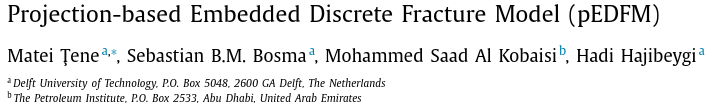 Projection-based Embedded Discrete Fracture Model (pEDFM)
Matei Ţene a,*, Sebastian B.M. Bosma a, Mohammed Saad Al Kobaisi b, Hadi Hajibeygi a
a Delft University of Technology, P.O. Box 5048, 2600 GA Delft, The Netherlands
b The Petroleum Institute, P.O. Box 2533, Abu Dhabi, United Arab Emirates